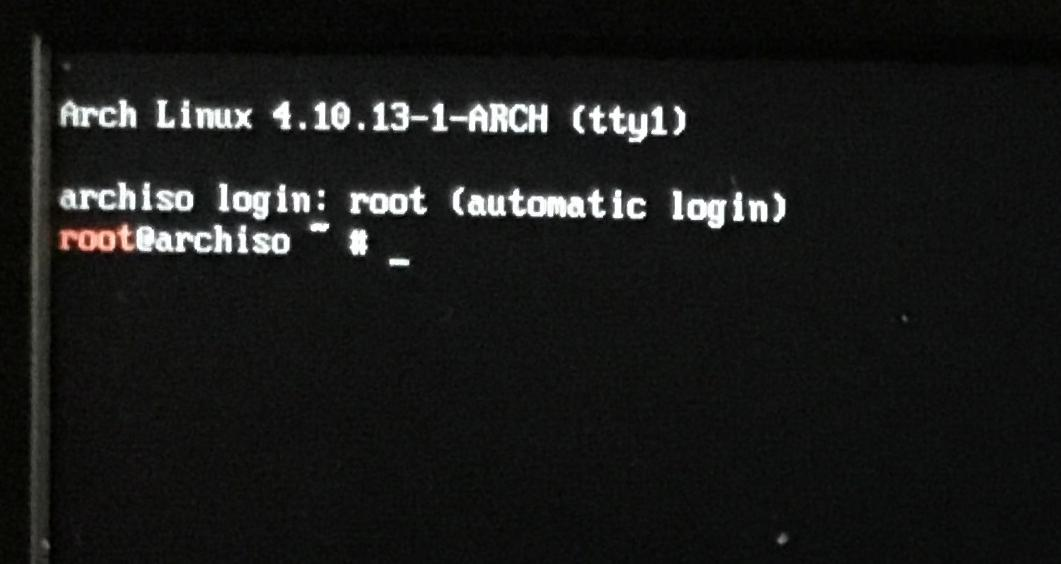 Arch Linux 4.10.13-1-ARCH (tty1)
archiso login: root (automatic login)
root@archiso ~ # _